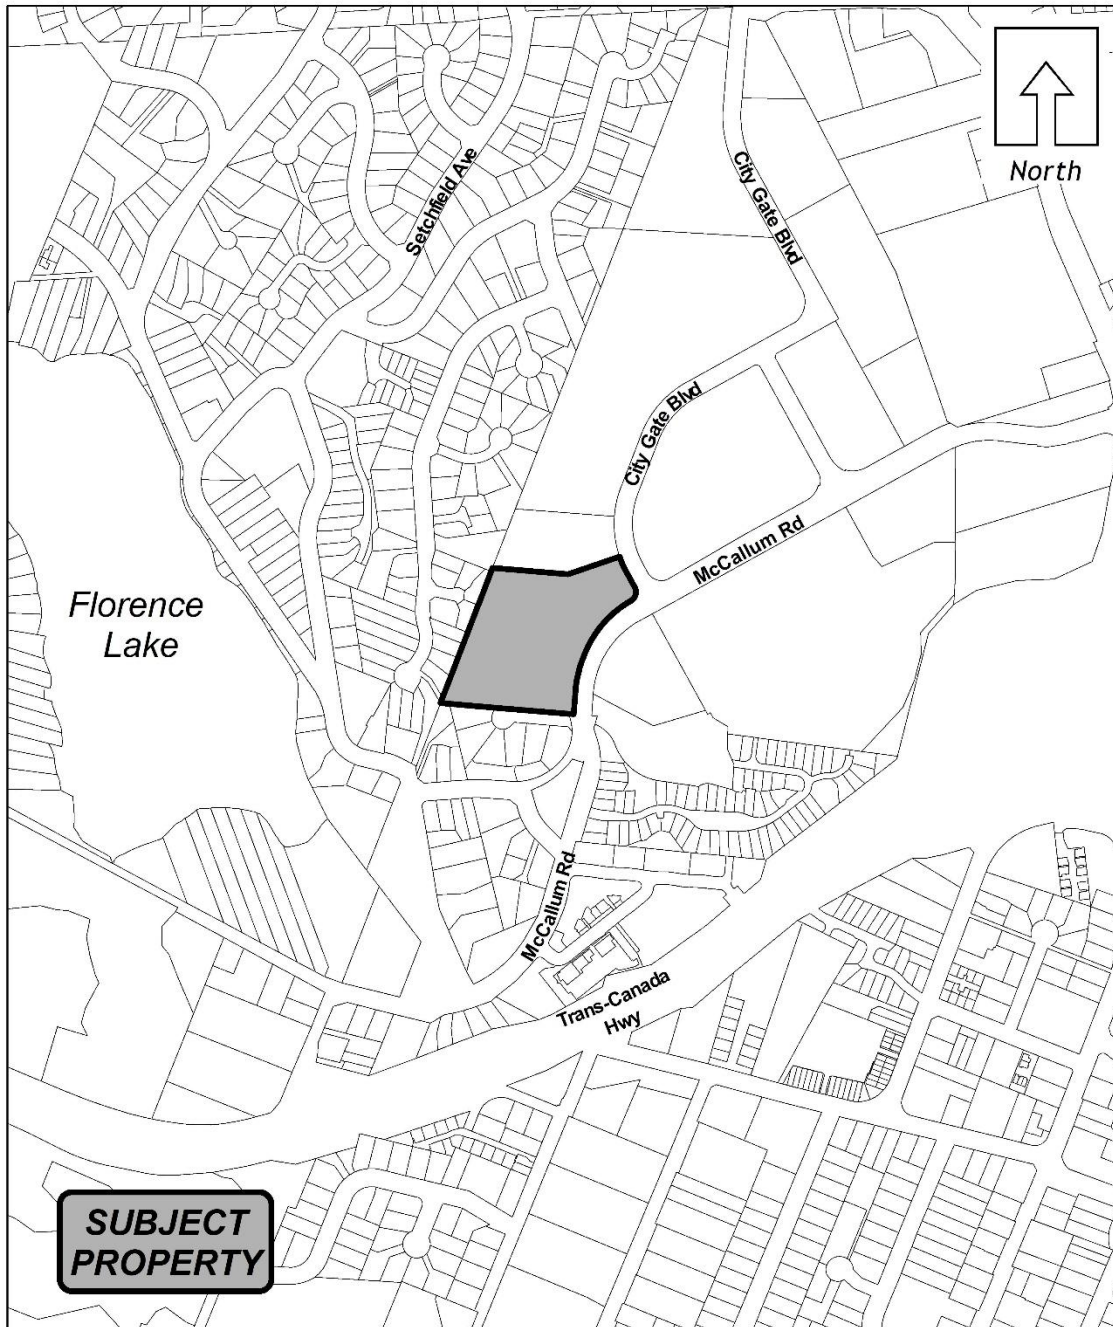 North
City Gate Blvd
Setchfield Ave
City Gate Blvd
McCallum Rd
Florence
Lake
McCallum Rd
Trans-Canada
Hwy
SUBJECT
PROPERTY